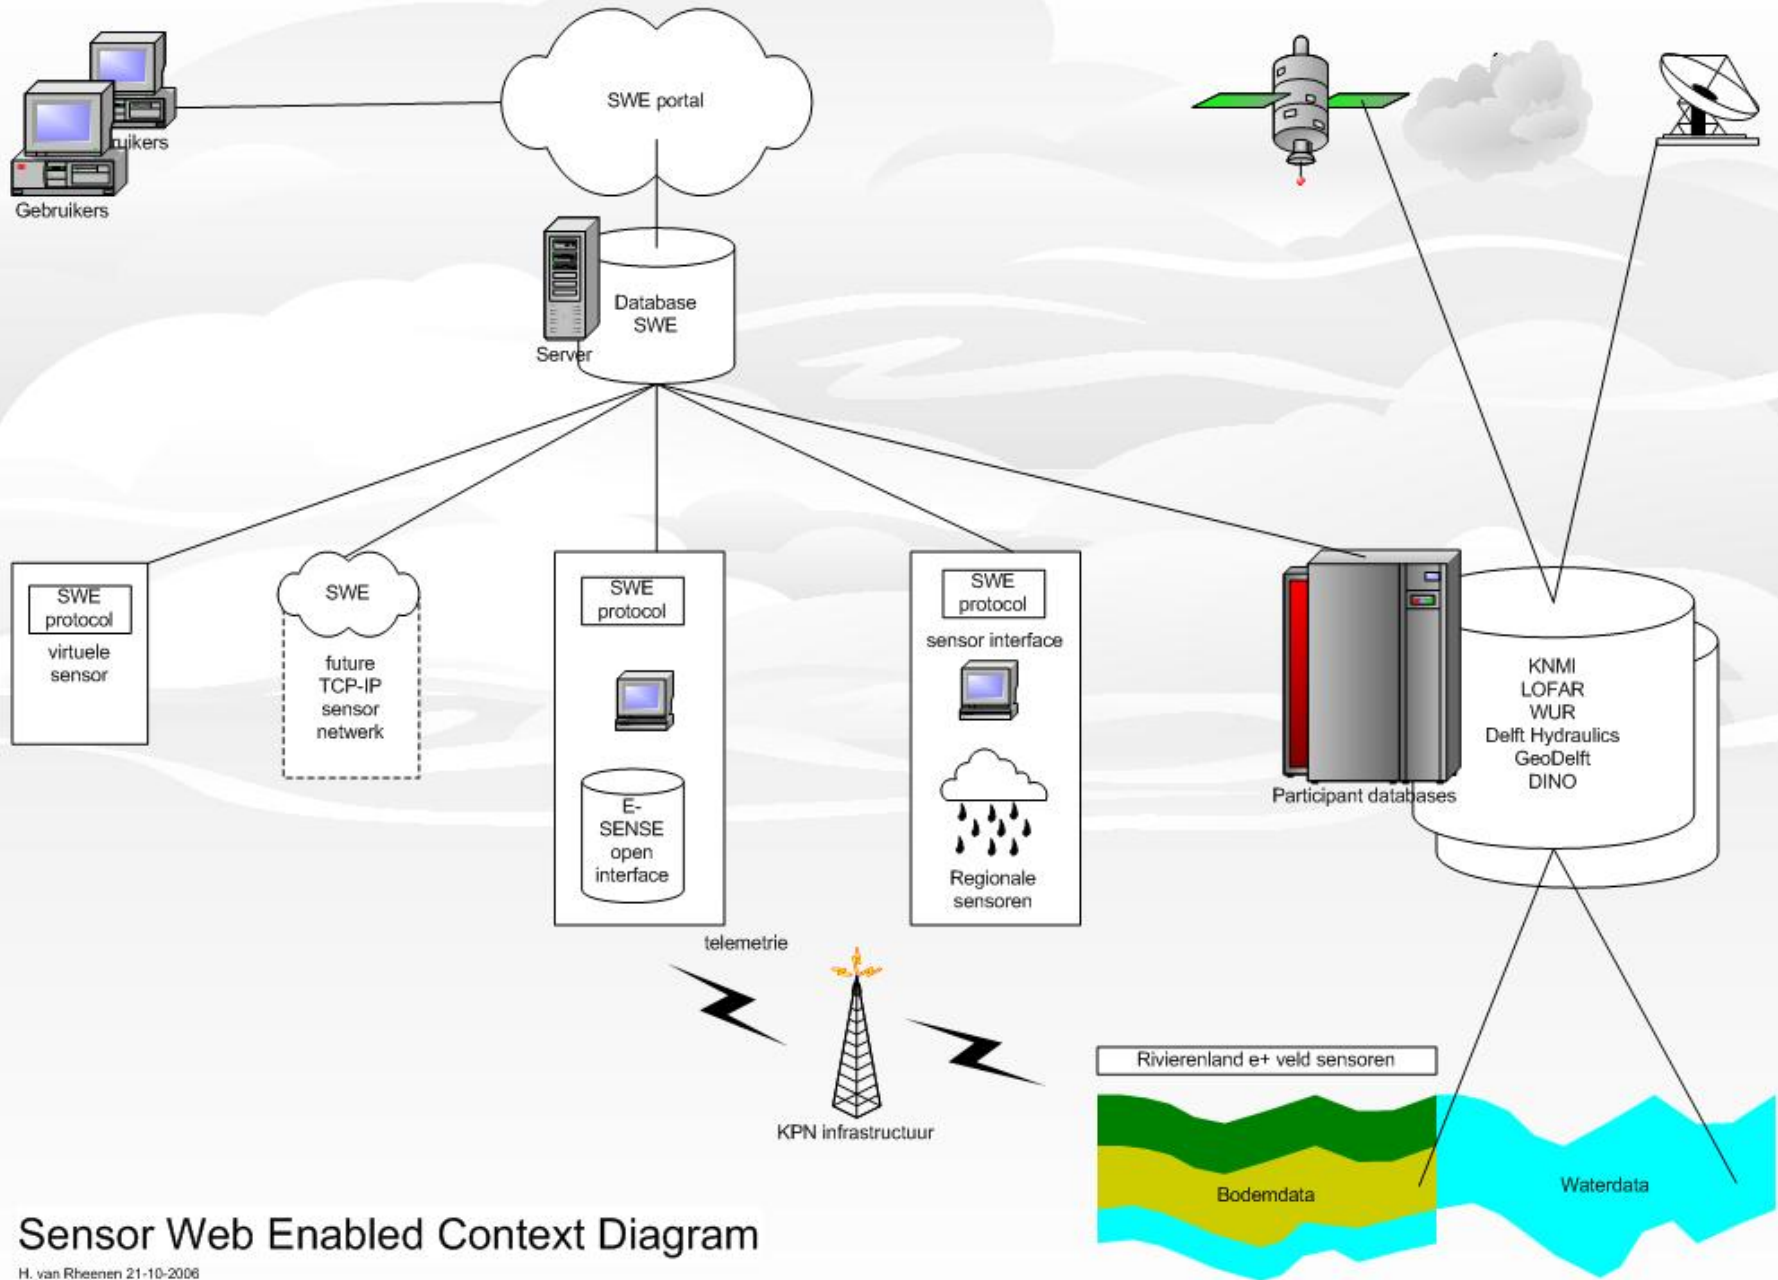 SWE portal
ruikers
Gebruikers
Database
SWE
Server
SWE
protocol
virtuele
sensor
SWE
future
TCP-IP
sensor
netwerk
SWE
protocol
E-
SENSE
open
interface
SWE
protocol
sensor interface
Regionale
sensoren
KNMI
LOFAR
WUR
Delft Hydraulics
GeoDelft
DINO
Participant databases
telemetrie
KPN infrastructuur
Rivierenland e+ veld sensoren
Bodemdata
Waterdata
Sensor Web Enabled Context Diagram
H. van Rheenen 21-10-2006